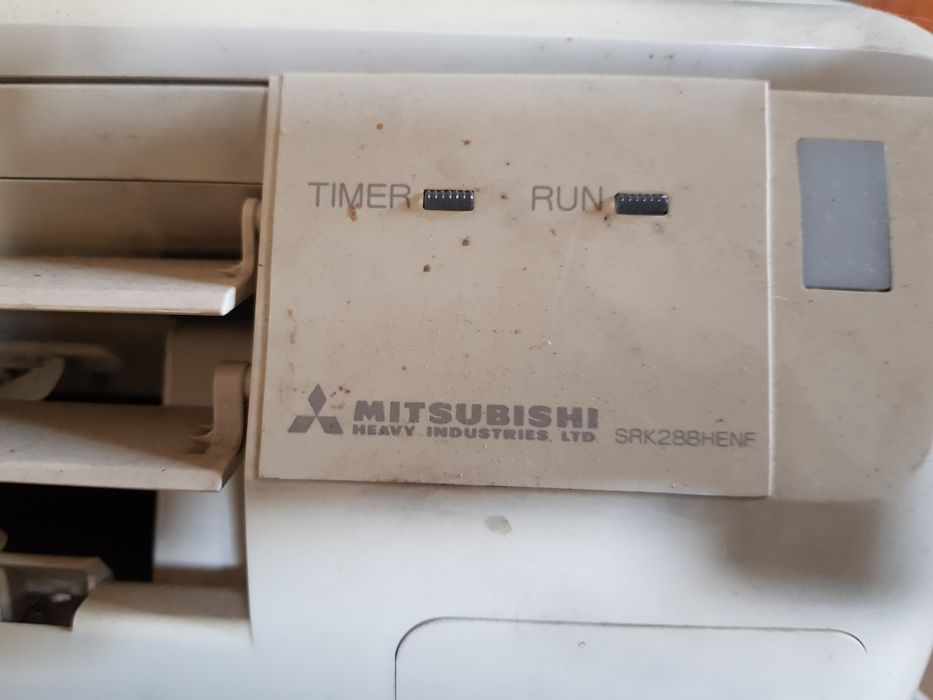 TIMER RUN
MITSUBISHI
HEAVY INDUSTRIES, LTD SRK288HENF